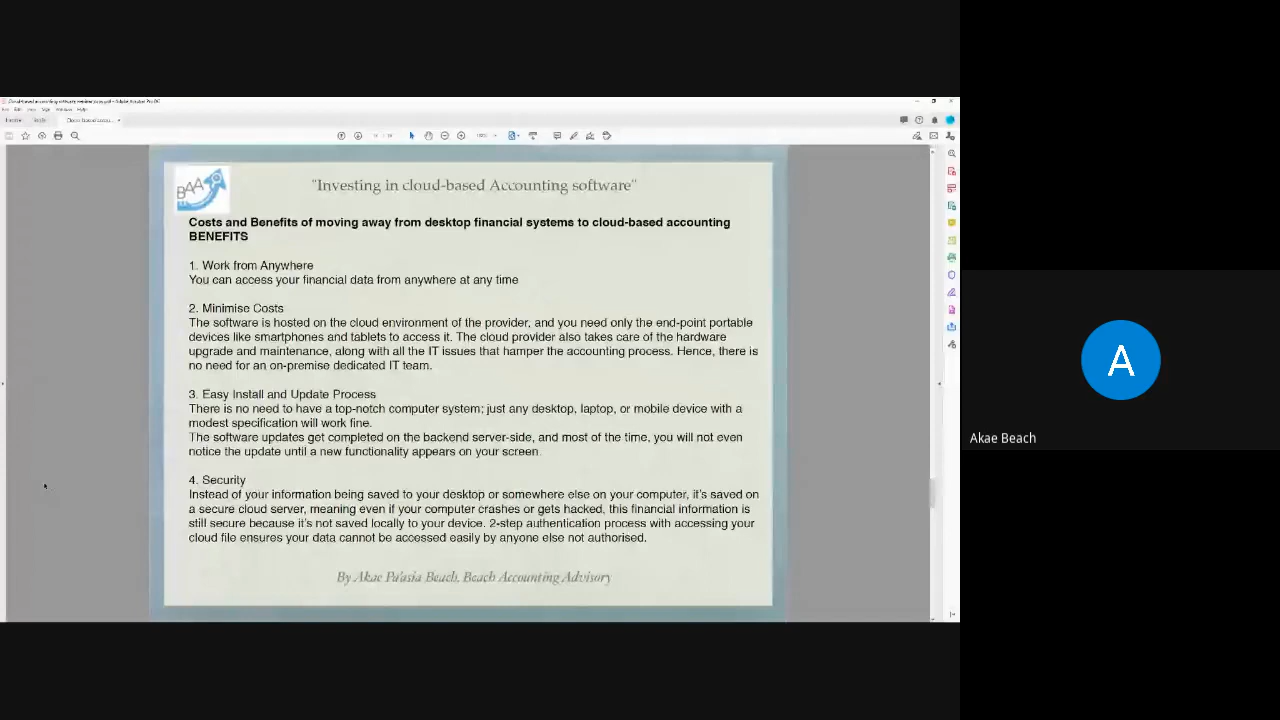 BAA
"Investing in cloud-based Accounting software"
Costs and Benefits of moving away from desktop financial systems to cloud-based accounting
BENEFITS
1. Work from Anywhere
You can access your financial data from anywhere at any time
2. Minimise Costs
The software is hosted on the cloud environment of the provider, and you need only the end-point portable
devices like smartphones and tablets to access it. The cloud provider also takes care of the hardware
upgrade and maintenance, along with all the IT issues that hamper the accounting process. Hence, there is
no need for an on-premise dedicated IT team.
3. Easy Install and Update Process
There is no need to have a top-notch computer system; just any desktop, laptop, or mobile device with a
modest specification will work fine.
The software updates get completed on the backend server-side, and most of the time, you will not even
notice the update until a new functionality appears on your screen.
4. Security
Instead of your information being saved to your desktop or somewhere else on your computer, it's saved on
a secure cloud server, meaning even if your computer crashes or gets hacked, this financial information is
still secure because it's not saved locally to your device. 2-step authentication process with accessing your
cloud file ensures your data cannot be accessed easily by anyone else not authorised.
By Akae Pa'asia Beach, Beach Accounting Advisory
A
Akae Beach